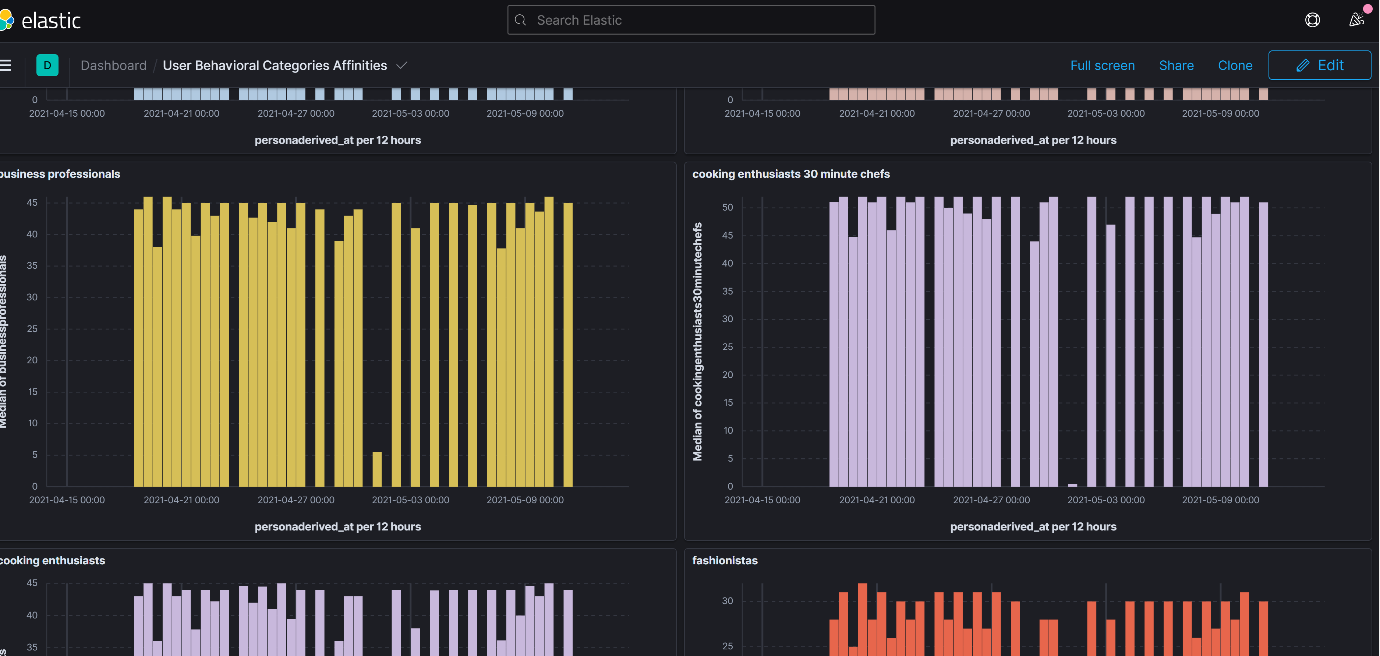 elastic
Search Elastic
D
Dashboard / User Behavioral Categories Affinities
Full screen
Share
Clone
Edit
0
2021-04-15 00:00 2021-04-21 00:00 2021-04-27 00:00 2021-05-03 00:00 2021-05-09 00:00
personaderived_at per 12 hours
0
2021-04-15 00:00 2021-04-21 00:00 2021-04-27 00:00 2021-05-03 00:00 2021-05-09 00:00
personaderived_at per 12 hours
business professionals
Median of businessprofessionals
45
40
35
30
25
20
15
10
5
0
2021-04-15 00:00 2021-04-21 00:00 2021-04-27 00:00 2021-05-03 00:00 2021-05-09 00:00
personaderived_at per 12 hours
cooking enthusiasts 30 minute chefs
Median of cookingenthusiasts30minutechefs
50
45
40
35
30
25
20
15
10
5
0
2021-04-15 00:00 2021-04-21 00:00 2021-04-27 00:00 2021-05-03 00:00 2021-05-09 00:00
personaderived_at per 12 hours
cooking enthusiasts
45
40
35
fashionistas
30
25